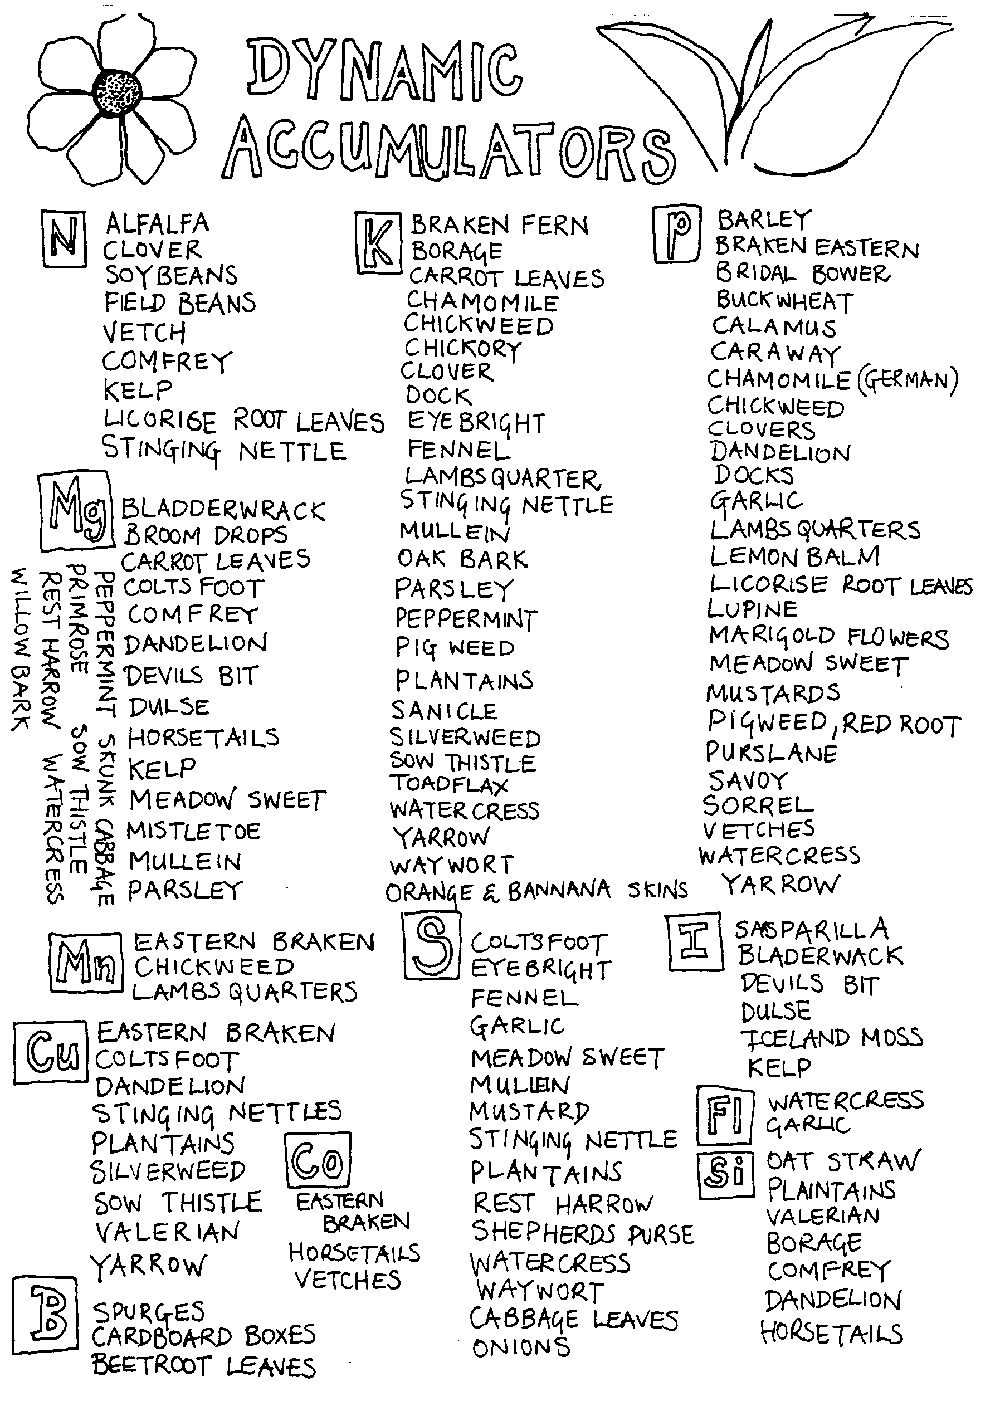 DYNAMIC
ACCUMULATORS
N
ALFALFA
CLOVER
SOYBEANS
FIELD BEANS
VETCH
COMFREY
KELP
LICORISE ROOT LEAVES
STINGING NETTLE
Mg
BLADDERWRACK
BROOM DROPS
CARROT LEAVES
COLTS FOOT
COMFREY
DANDELION
DEVILS BIT
DULSE
HORSETAILS
KELP
MEADOW SWEET
MISTLETOE
MULLEIN
PARSLEY
PEPPERMINT SKUNK CABBAGE
PRIMROSE SOW THISTLE
REST HARROW WATERCRESS
WILLOW BARK
K
BRAKEN FERN
BORAGE
CARROT LEAVES
CHAMOMILE
CHICKWEED
CHICKORY
CLOVER
DOCK
EYEBRIGHT
FENNEL
LAMBS QUARTER
STINGING NETTLE
MULLEIN
OAK BARK
PARSLEY
PEPPERMINT
PIG WEED
PLANTAINS
SANICLE
SILVERWEED
SOW THISTLE
TOADFLAX
WATERCRESS
YARROW
WAYWORT
ORANGE & BANNANA SKINS
P
BARLEY
BRAKEN EASTERN
BRIDAL BOWER
BUCKWHEAT
CALAMUS
CARAWAY
CHAMOMILE (GERMAN)
CHICKWEED
CLOVERS
DANDELION
DOCKS
GARLIC
LAMBS QUARTERS
LEMON BALM
LICORISE ROOT LEAVES
LUPINE
MARIGOLD FLOWERS
MEADOW SWEET
MUSTARDS
PIGWEED, RED ROOT
PURSLANE
SAVOY
SORREL
VETCHES
WATERCRESS
YARROW
Mn
EASTERN BRAKEN
CHICKWEED
LAMBS QUARTERS
Cu
EASTERN BRAKEN
COLTS FOOT
DANDELION
STINGING NETTLES
PLANTAINS
SILVERWEED
SOW THISTLE
VALERIAN
YARROW
Co
EASTERN
BRAKEN
HORSETAILS
VETCHES
B
SPURGES
CARDBOARD BOXES
BEETROOT LEAVES
S
COLTSFOOT
EYEBRIGHT
FENNEL
GARLIC
MEADOW SWEET
MULLEIN
MUSTARD
STINGING NETTLE
PLANTAINS
REST HARROW
SHEPHERDS PURSE
WATERCRESS
WAYWORT
CABBAGE LEAVES
ONIONS
I
SASPARILLA
BLADERWACK
DEVILS BIT
DULSE
ICELAND MOSS
KELP
Fl
WATERCRESS
GARLIC
Si
OAT STRAW
PLAINTAINS
VALERIAN
BORAGE
COMFREY
DANDELION
HORSETAILS